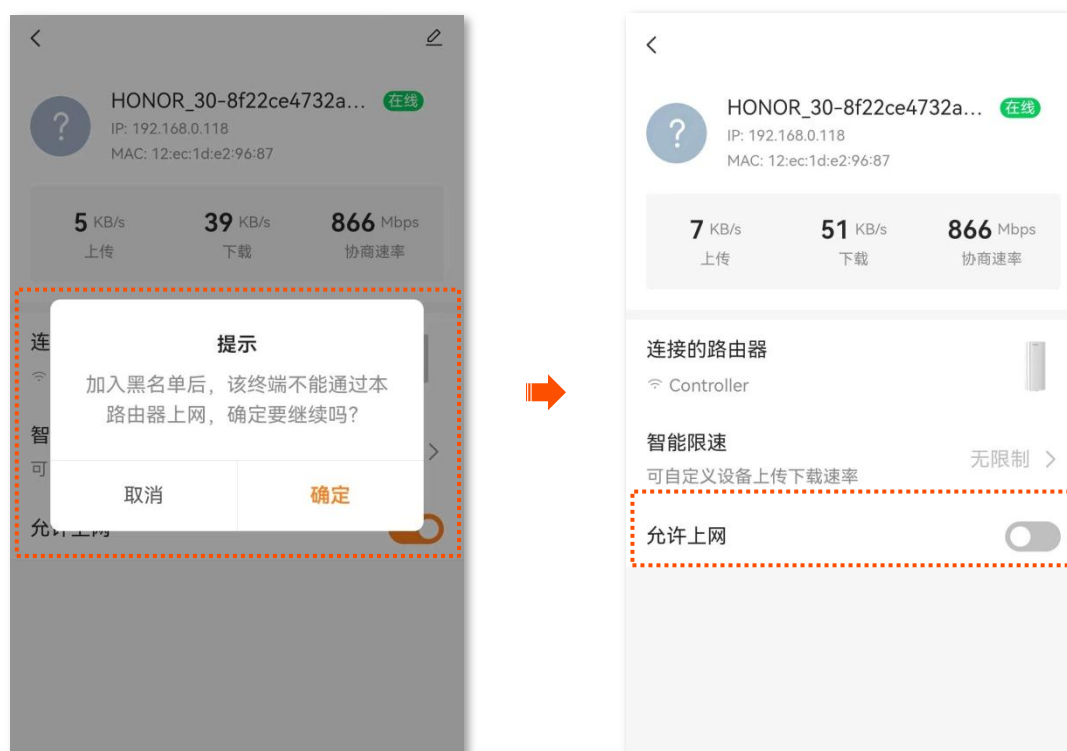 HONOR_30-8f22ce4732a... 在线
IP: 192.168.0.118
MAC: 12:ec:1d:e2:96:87
5 KB/s 39 KB/s 866 Mbps
上传 下载 协商速率
连
提示
加入黑名单后，该终端不能通过本
路由器上网，确定要继续吗？
智
可
取消 确定
允许上网
HONOR_30-8f22ce4732a... 在线
IP: 192.168.0.118
MAC: 12:ec:1d:e2:96:87
7 KB/s 51 KB/s 866 Mbps
上传 下载 协商速率
连接的路由器
Controller
智能限速
可自定义设备上传下载速率
无限制
允许上网